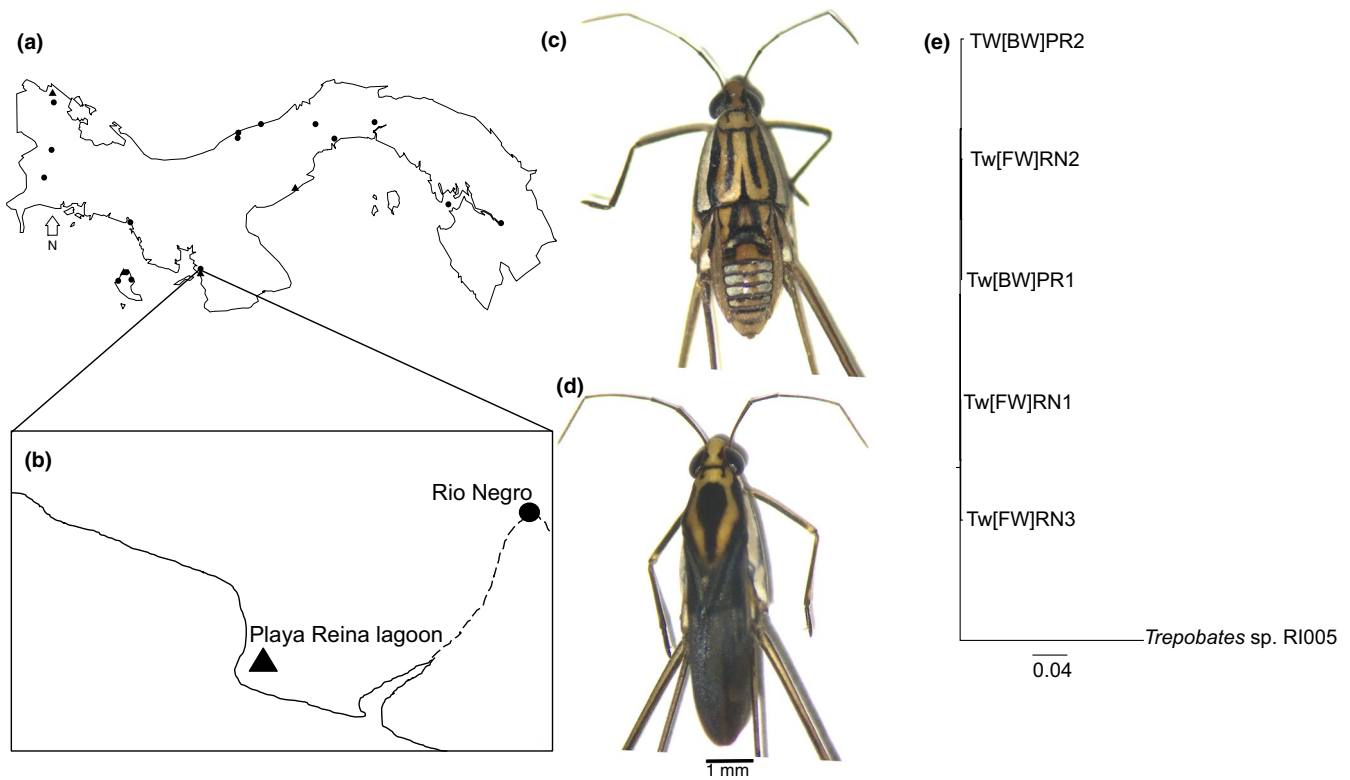 (a)
N
(b)
Rio Negro
Playa Reina lagoon
(c)
(d)
1 mm
(e)
TW[BW]PR2
Tw[FW]RN2
Tw[BW]PR1
Tw[FW]RN1
Tw[FW]RN3
Trepobates sp. RI005
0.04